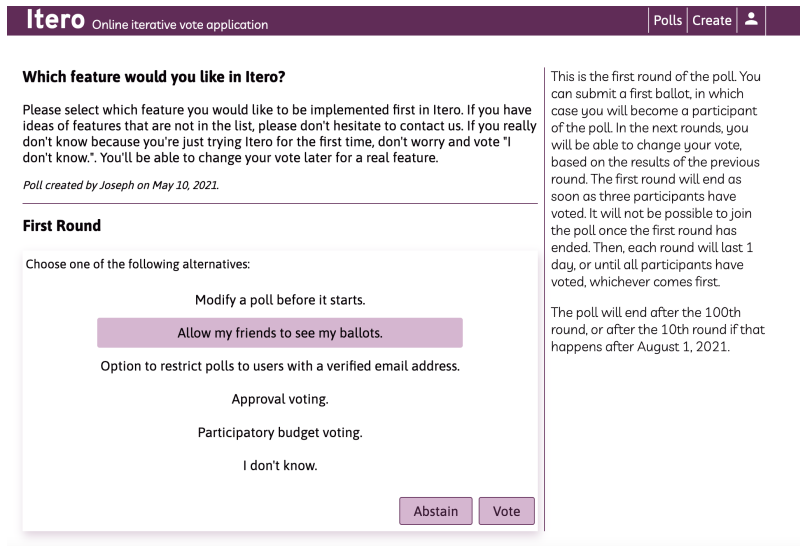 Itero Online iterative vote application
Polls Create
Which feature would you like in Itero?
Please select which feature you would like to be implemented first in Itero. If you have
ideas of features that are not in the list, please don't hesitate to contact us. If you really
don't know because you're just trying Itero for the first time, don't worry and vote "I
don't know.". You'll be able to change your vote later for a real feature.
Poll created by Joseph on May 10, 2021.
First Round
Choose one of the following alternatives:
Modify a poll before it starts.
Allow my friends to see my ballots.
Option to restrict polls to users with a verified email address.
Approval voting.
Participatory budget voting.
I don't know.
Abstain Vote
This is the first round of the poll. You
can submit a first ballot, in which
case you will become a participant
of the poll. In the next rounds, you
will be able to change your vote,
based on the results of the previous
round. The first round will end as
soon as three participants have
voted. It will not be possible to join
the poll once the first round has
ended. Then, each round will last 1
day, or until all participants have
voted, whichever comes first.
The poll will end after the 100th
round, or after the 10th round if that
happens after August 1, 2021.